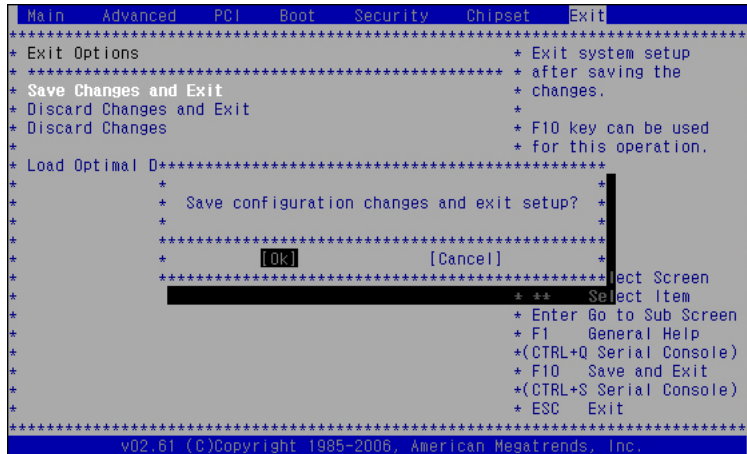 Main Advanced PCI Boot Security Chipset Exit
********************************************************************************
* Exit Options * Exit system setup
* *************************************************** * after saving the
* Save Changes and Exit * changes.
* Discard Changes and Exit *
* Discard Changes * F10 key can be used
* * for this operation.
* Load Optimal D************************************************
* * *
* * Save configuration changes and exit setup? *
* * *
* ************************************************
* * [Ok] [Cancel] *
* ************************************************lect Screen
* * ** Select Item
* * Enter Go to Sub Screen
* * F1 General Help
* *(CTRL+Q Serial Console)
* * F10 Save and Exit
* *(CTRL+S Serial Console)
* * ESC Exit
********************************************************************************
v02.61 (C)Copyright 1985-2006, American Megatrends, Inc.